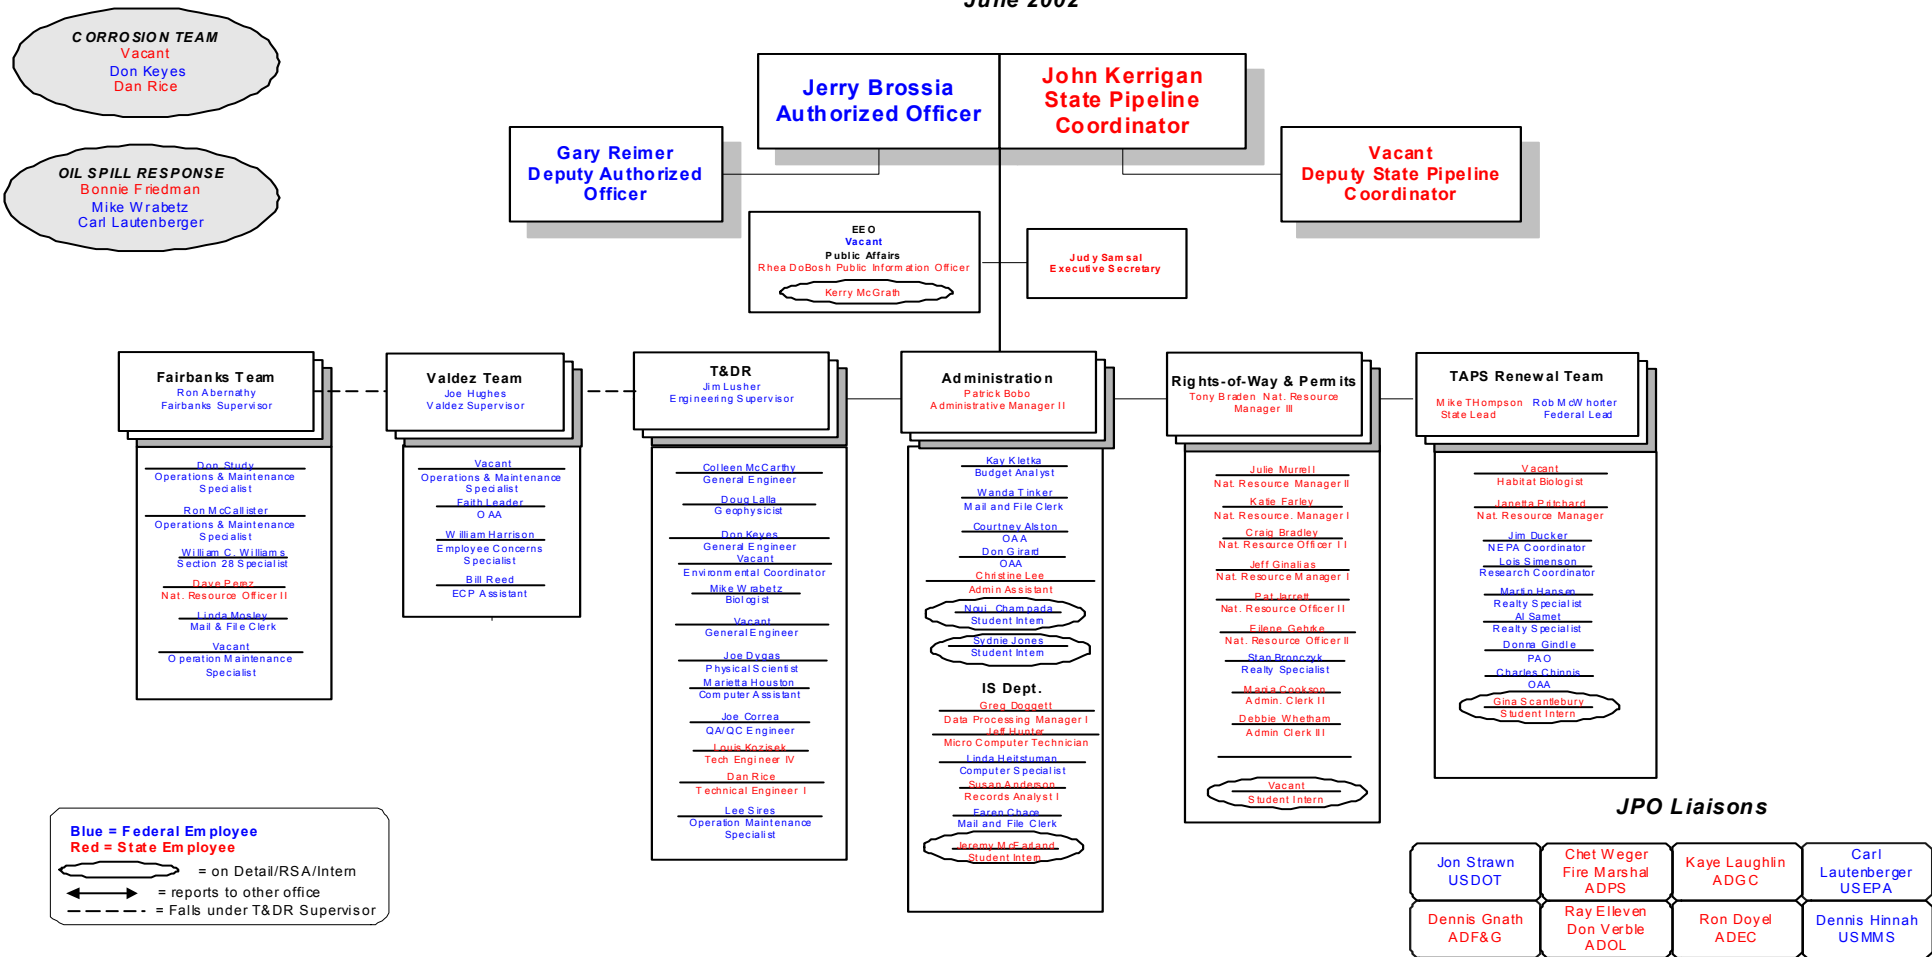 June 2002
CORROSION TEAM
Vacant
Don Keyes
Dan Rice
OIL SPILL RESPONSE
Bonnie Friedman
Mike Wrabetz
Carl Lautenberger
Jerry Brossia
Authorized Officer
John Kerrigan
State Pipeline
Coordinator
Gary Reimer
Deputy Authorized
Officer
Vacant
Deputy State Pipeline
Coordinator
EEO
Vacant
Public Affairs
Rhea DoBosh Public Information Officer
Kerry McGrath
Judy Samsal
Executive Secretary
Fairbanks Team
Ron Abernathy
Fairbanks Supervisor
Don Study
Operations & Maintenance
Specialist
Ron McCallister
Operations & Maintenance
Specialist
William C. Williams
Section 28 Specialist
Dave Perez
Nat. Resource Officer II
Linda Mosley
Mail & File Clerk
Vacant
Operation Maintenance
Specialist
Valdez Team
Joe Hughes
Valdez Supervisor
Vacant
Operations & Maintenance
Specialist
Faith Leader
OAA
William Harrison
Employee Concerns
Specialist
Bill Reed
ECP Assistant
T&DR
Jim Lusher
Engineering Supervisor
Colleen McCarthy
General Engineer
Doug Lalla
Geophysicist
Don Keyes
General Engineer
Vacant
Environmental Coordinator
Mike Wrabetz
Biologist
Vacant
General Engineer
Joe Dygas
Physical Scientist
Marietta Houston
Computer Assistant
Joe Correa
QA/QC Engineer
Louis Kozisek
Tech Engineer IV
Dan Rice
Technical Engineer I
Lee Sires
Operation Maintenance
Specialist
Administration
Patrick Bobo
Administrative Manager II
Kay Kletka
Budget Analyst
Wanda Tinker
Mail and File Clerk
Courtney Alston
OAA
Don Girard
OAA
Christine Lee
Admin Assistant
Noui Champada
Student Intern
Sydnie Jones
Student Intern
IS Dept.
Greg Doggett
Data Processing Manager I
Jeff Hunter
Micro Computer Technician
Linda Heitstuman
Computer Specialist
Susan Anderson
Records Analyst I
Faren Chace
Mail and File Clerk
Jeremy McFarland
Student Intern
Rights-of-Way & Permits
Tony Braden Nat. Resource
Manager III
Julie Murrell
Nat. Resource Manager II
Katie Farley
Nat. Resource. Manager I
Craig Bradley
Nat. Resource Officer II
Jeff Ginalias
Nat. Resource Manager I
Pat Jarrett
Nat. Resource Officer II
Eilene Gehrke
Nat. Resource Officer II
Stan Bronczyk
Realty Specialist
Mania Cookson
Admin. Clerk II
Debbie Whetham
Admin Clerk III
Vacant
Student Intern
TAPS Renewal Team
Mike THompson Rob McWhorter
State Lead Federal Lead
Vacant
Habitat Biologist
Janetta Pritchard
Nat. Resource Manager
Jim Ducker
NEPA Coordinator
Lois Simenson
Research Coordinator
Martin Hansen
Realty Specialist
Al Samet
Realty Specialist
Donna Gindle
PAO
Charles Chinnis
OAA
Gina Scantlebury
Student Intern
Blue = Federal Employee
Red = State Employee
= on Detail/RSA/Intern
= reports to other office
= Falls under T&DR Supervisor
JPO Liaisons
Jon Strawn
USDOT
Chet Weger
Fire Marshal
ADPS
Kaye Laughlin
ADGC
Carl
Lautenberger
USEPA
Dennis Gnath
ADF&G
Ray Elleven
Don Verble
ADOL
Ron Doyel
ADEC
Dennis Hinnah
USMMS